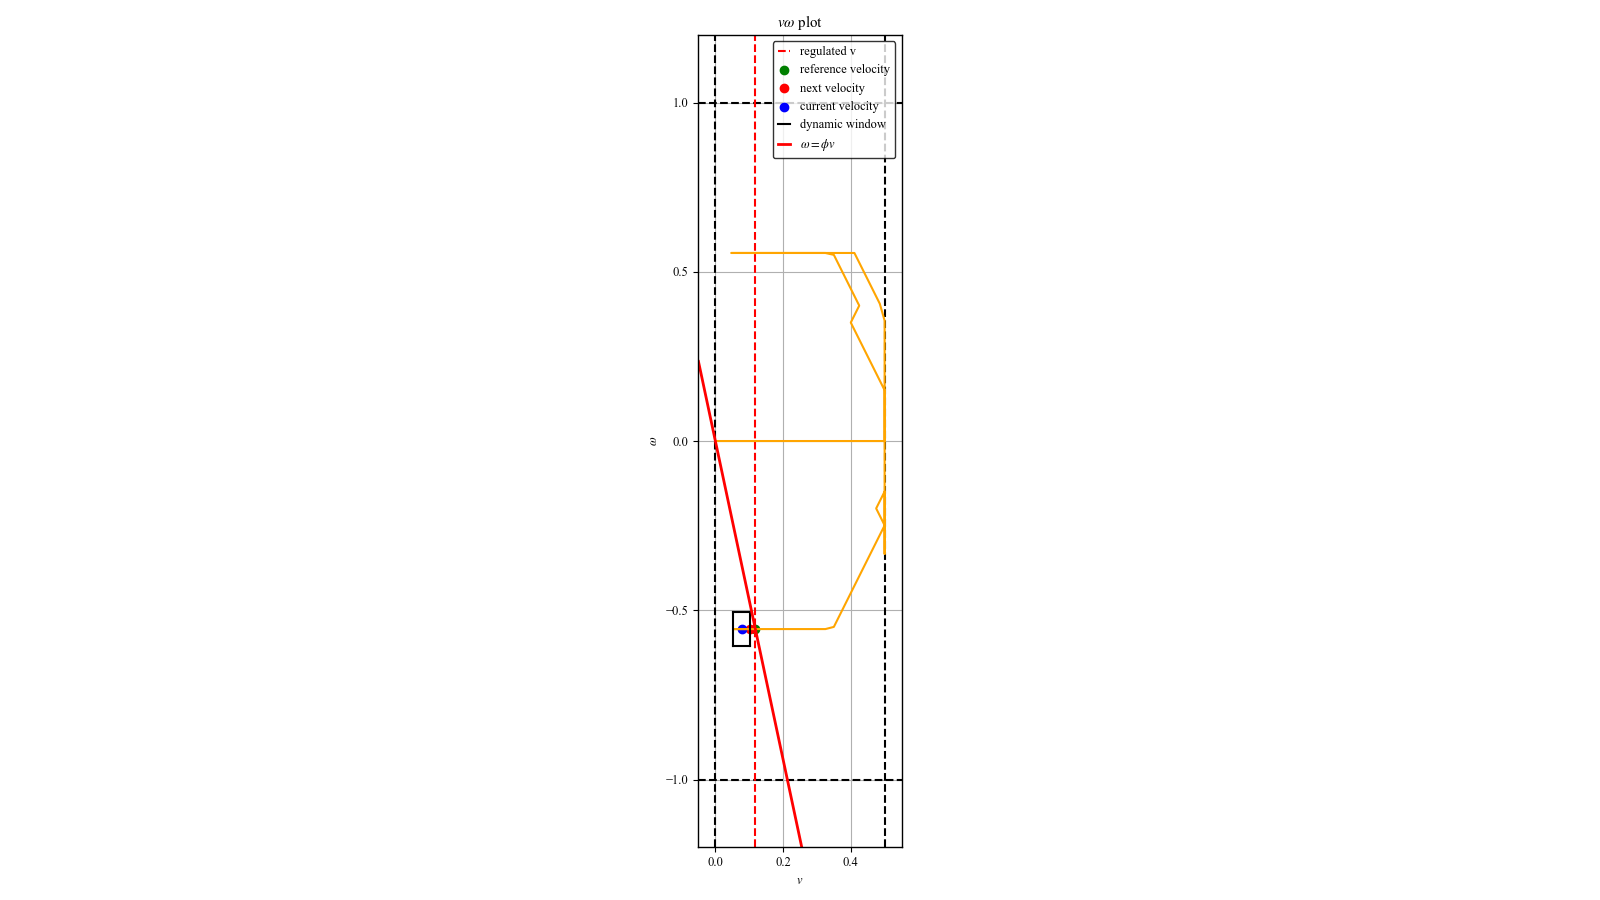 vω plot
regulated v
reference velocity
next velocity
current velocity
dynamic window
ω = ϕv
1.0
0.5
0.0
−0.5
−1.0
ω
0.0 0.2 0.4
v